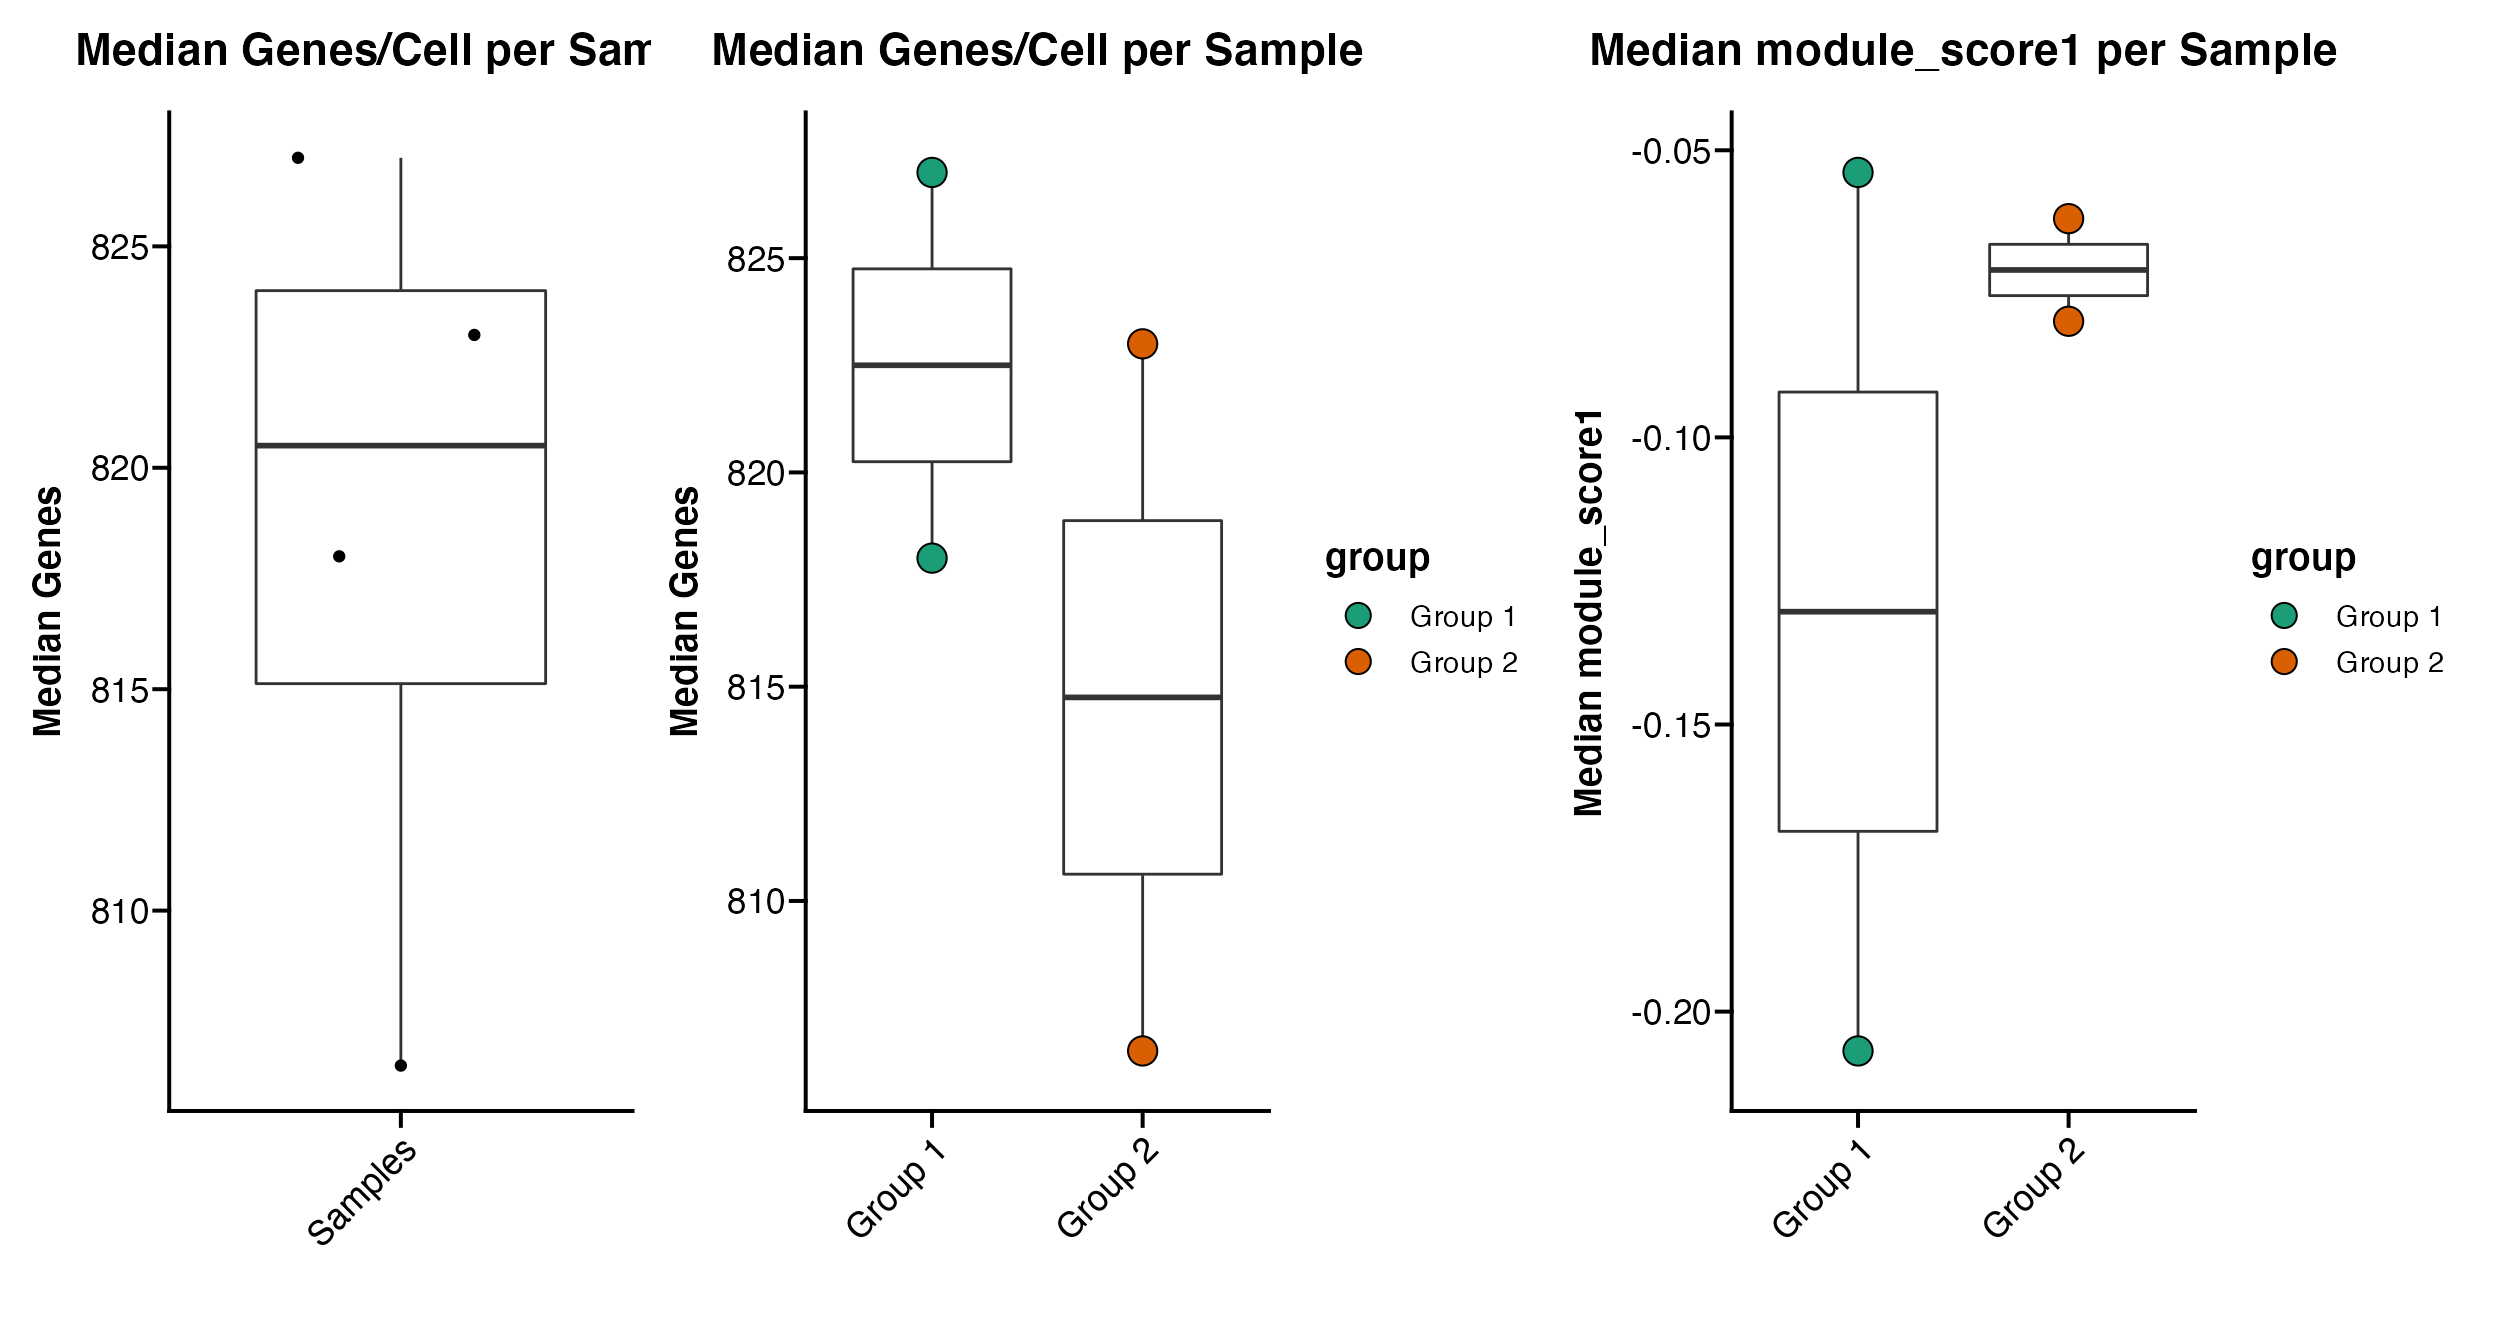 Median Genes/Cell per Sam
Median Genes
825
820
815
810
Samples
Median Genes/Cell per Sample
Median Genes
825
820
815
810
Group 1
Group 2
group
Group 1
Group 2
Median module_score1 per Sample
Median module_score1
-0.05
-0.10
-0.15
-0.20
Group 1
Group 2
group
Group 1
Group 2